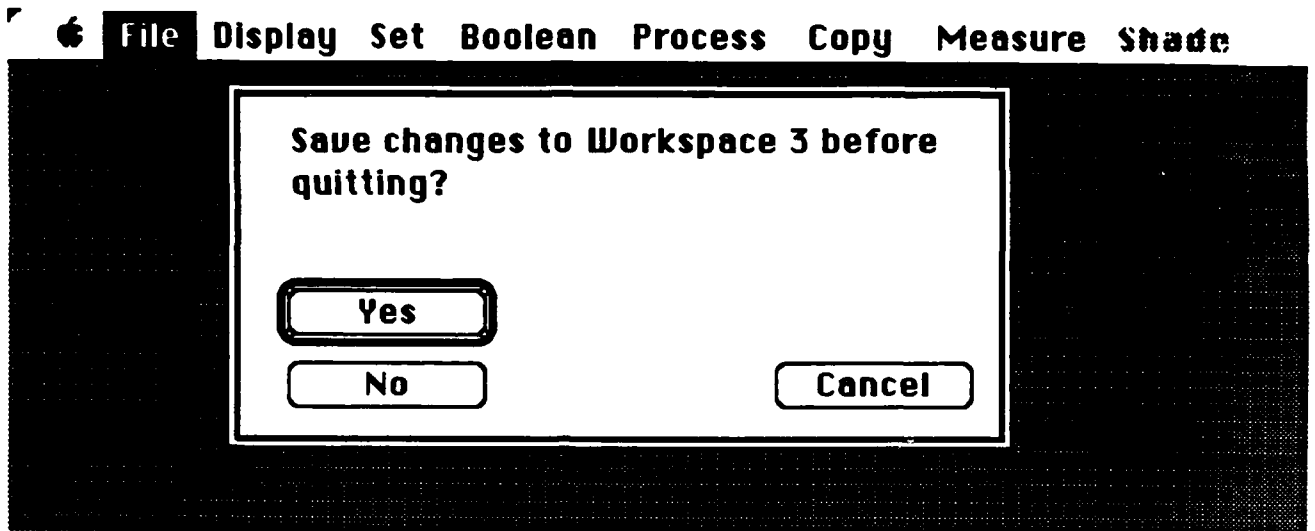 File Display Set Boolean Process Copy Measure Shade
Save changes to Workspace 3 before
quitting?
Yes
No
Cancel